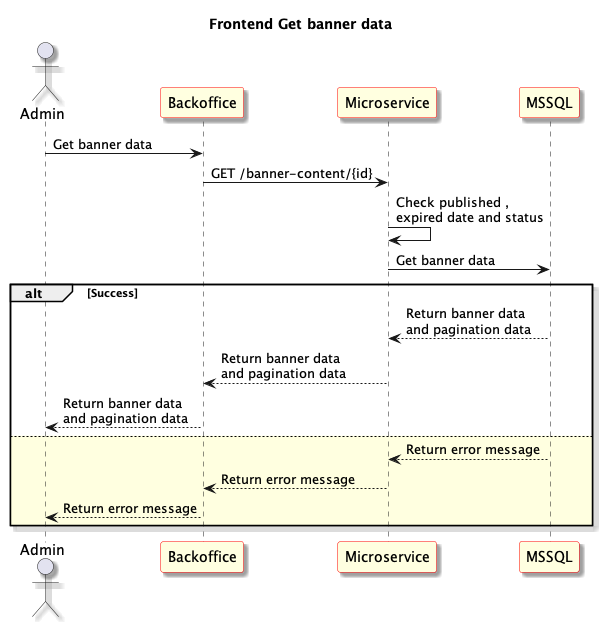 Frontend Get banner data
Admin
Backoffice
Microservice
MSSQL
Get banner data
GET /banner-content/{id}
Check published ,
expired date and status
Get banner data
alt
[Success]
Return banner data
and pagination data
Return banner data
and pagination data
Return banner data
and pagination data
Return error message
Return error message
Return error message
Admin
Backoffice
Microservice
MSSQL